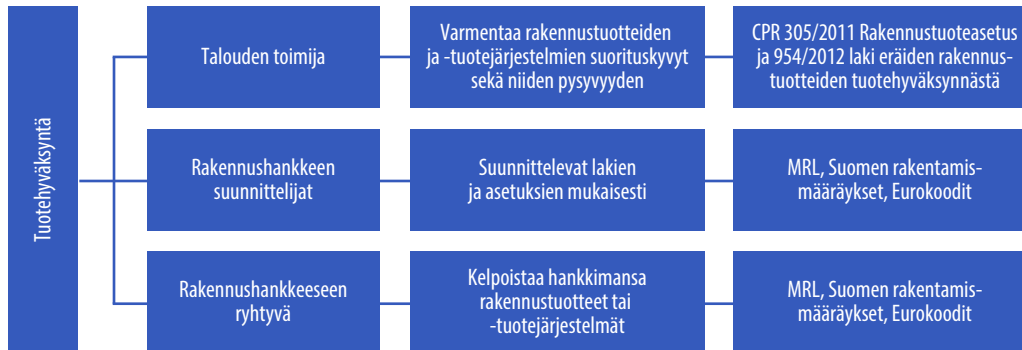 Tuotehyväksyntä
Talouden toimija
Varmentaa rakennustuotteiden
ja -tuotejärjestelmien suorituskyvyt
sekä niiden pysyvyyden
CPR 305/2011 Rakennustuoteasetus
ja 954/2012 laki eräiden rakennus-
tuotteiden tuotehyväksynnästä
Rakennushankkeen
suunnittelijat
Suunnittelevat lakien
ja asetuksien mukaisesti
MRL, Suomen rakentamis-
määräykset, Eurokoodit
Rakennushankkeeseen
ryhtyvä
Kelpoistaa hankkimansa
rakennustuotteet tai
-tuotejärjestelmät
MRL, Suomen rakentamis-
määräykset, Eurokoodit